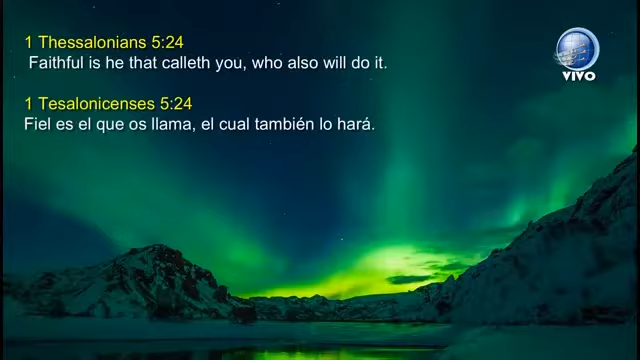 1 Thessalonians 5:24
Faithful is he that calleth you, who also will do it.
1 Tesalonicenses 5:24
Fiel es el que os llama, el cual también lo hará.
VIVO